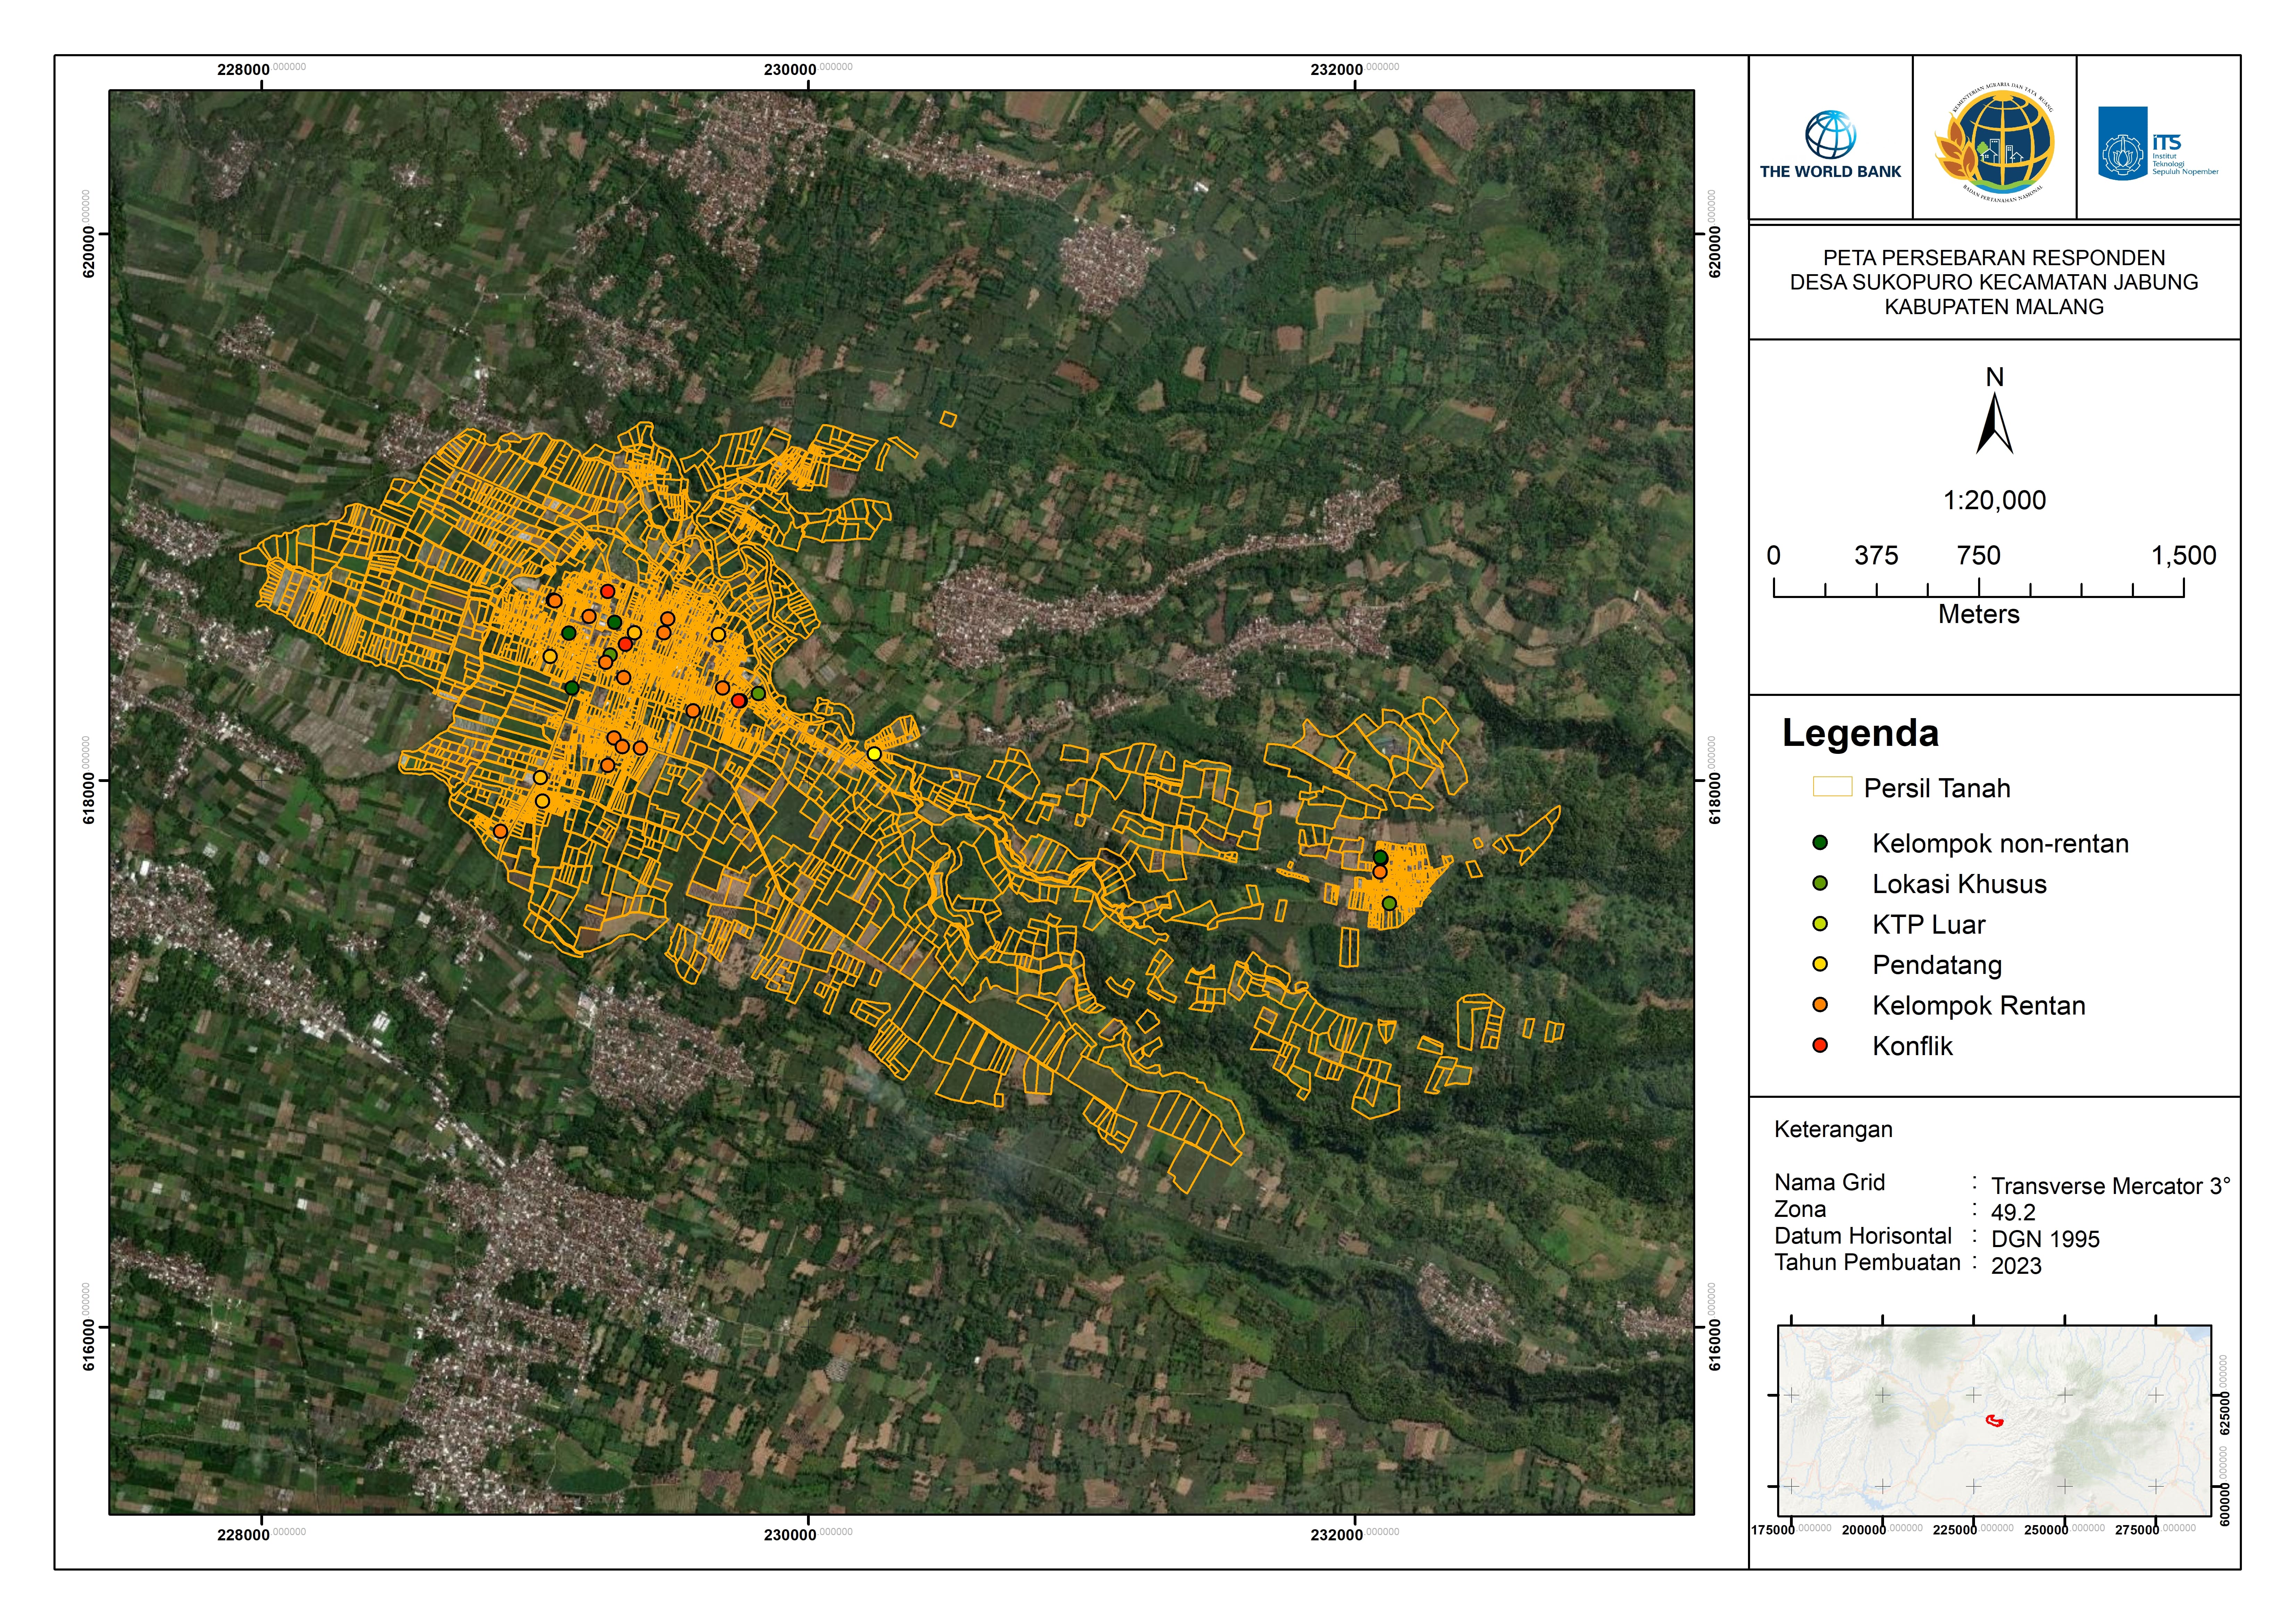 228000.000000 230000.000000 232000.000000
620000.000000 620000.000000
618000.000000 618000.000000
616000.000000 616000.000000
228000.000000 230000.000000 232000.000000
THE WORLD BANK
KEMENTERIAN AGRARIA DAN TATA RUANG
BADAN PERTANAHAN NASIONAL
iTS
Institut
Teknologi
Sepuluh Nopember
PETA PERSEBARAN RESPONDEN
DESA SUKOPURO KECAMATAN JABUNG
KABUPATEN MALANG
N
1:20,000
0 375 750 1,500
Meters
Legenda
Persil Tanah
Kelompok non-rentan
Lokasi Khusus
KTP Luar
Pendatang
Kelompok Rentan
Konflik
Keterangan
Nama Grid : Transverse Mercator 3°
Zona : 49.2
Datum Horisontal : DGN 1995
Tahun Pembuatan : 2023
625000.000000
600000.000000
175000.000000 200000.000000 225000.000000 250000.000000 275000.000000